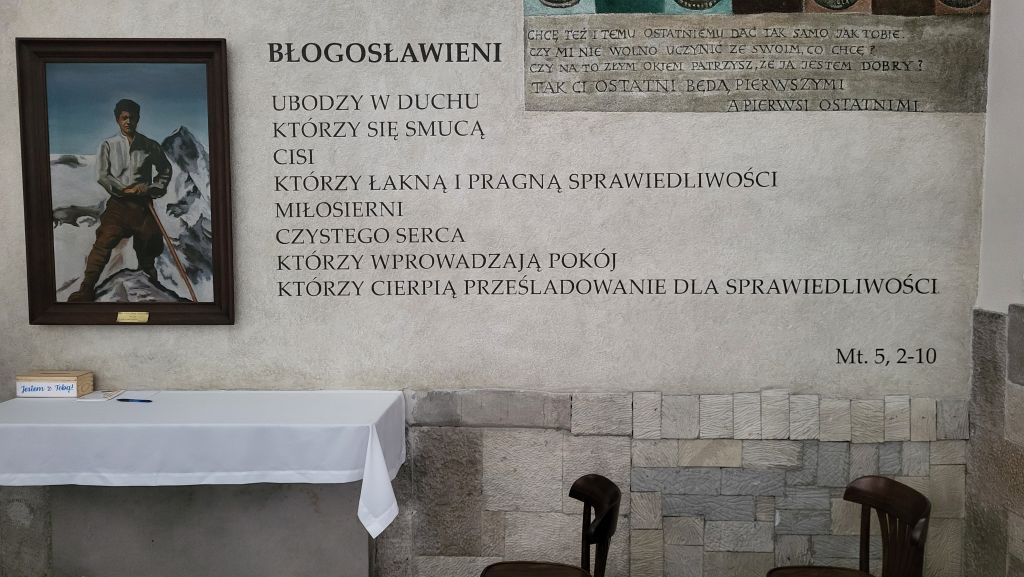 CHCĘ TEŻ I TEMU OSTATNIEMU DAĆ TAK SAMO, JAK TOBIE.
CZY MI NIE WOLNO UCZYNIĆ ZE SWOIM, CO CHCĘ?
CZY NA TO ZŁYM OKIEM PATRZYSZ, ŻE JA JESTEM DOBRY?
TAK CI OSTATNI BĘDĄ PIERWSZYMI
A PIERWSI OSTATNIMI.
BŁOGOSŁAWIENI
UBODZY W DUCHU
KTÓRZY SIĘ SMUCĄ
CISI
KTÓRZY ŁAKNĄ I PRAGNĄ SPRAWIEDLIWOŚCI
MIŁOSIERNI
CZYSTEGO SERCA
KTÓRZY WPROWADZAJĄ POKÓJ
KTÓRZY CIERPIĄ PRZEŚLADOWANIE DLA SPRAWIEDLIWOŚCI
Mt. 5, 2-10
Jestem z Tobą!